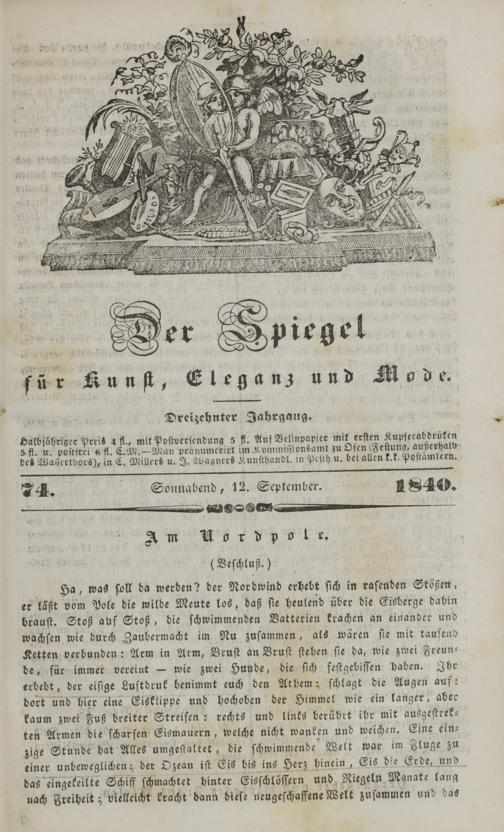 Der Spiegel
für Kunst, Eleganz und Mode.
Dreizehnter Jahrgang.
Halbjähriger Preis 4 fl., mit Postversendung 5 fl. Auf Velinpapier mit ersten Kupferabdrüken
5 fl. u. postfrei 6 fl. C.M.—Man pränumerirt im Kommissionsamt zu Ofen (Festung, außerhalb
des Wasserthors), in C. Millers u. J. Wagners Kunsthandl. in Pesth u. bei allen k.k. Postämtern.
74. Sonnabend, 12. September. 1840.
Am Nordpole.
(Beschluß.)
Ha, was soll da werden? der Nordwind erhebt sich in rasenden Stößen,
er läßt vom Pole die wilde Meute los, daß sie heulend über die Eisberge dahin
braust. Stoß auf Stoß, die schwimmenden Batterien krachen an einander und
wachsen wie durch Zaubermacht im Nu zusammen, als wären sie mit tausend
Ketten verbunden: Arm in Arm, Brust an Brust stehen sie da, wie zwei Freun-
de, für immer vereint — wie zwei Hunde, die sich festgebissen haben. Ihr
erbebt, der eisige Luftdruk benimmt euch den Athem; schlagt die Augen auf:
dort und hier eine Eisklippe und hochoben der Himmel wie ein langer, aber
kaum zwei Fuß breiter Streifen: rechts und links berührt ihr mit ausgestrek-
ten Armen die scharfen Eismauern, welche nicht wanken und weichen. Eine ein-
zige Stunde hat Alles umgestaltet, die schwimmende Welt war im Fluge zu
einer unbeweglichen; der Ozean ist Eis bis ins Herz hinein, Eis die Erde, und
das eingekeilte Schiff schmachtet hinter Eisschlössern und Riegeln Monate lang
nach Freiheit; vielleicht kracht dann diese neugeschaffene Welt zusammen und das